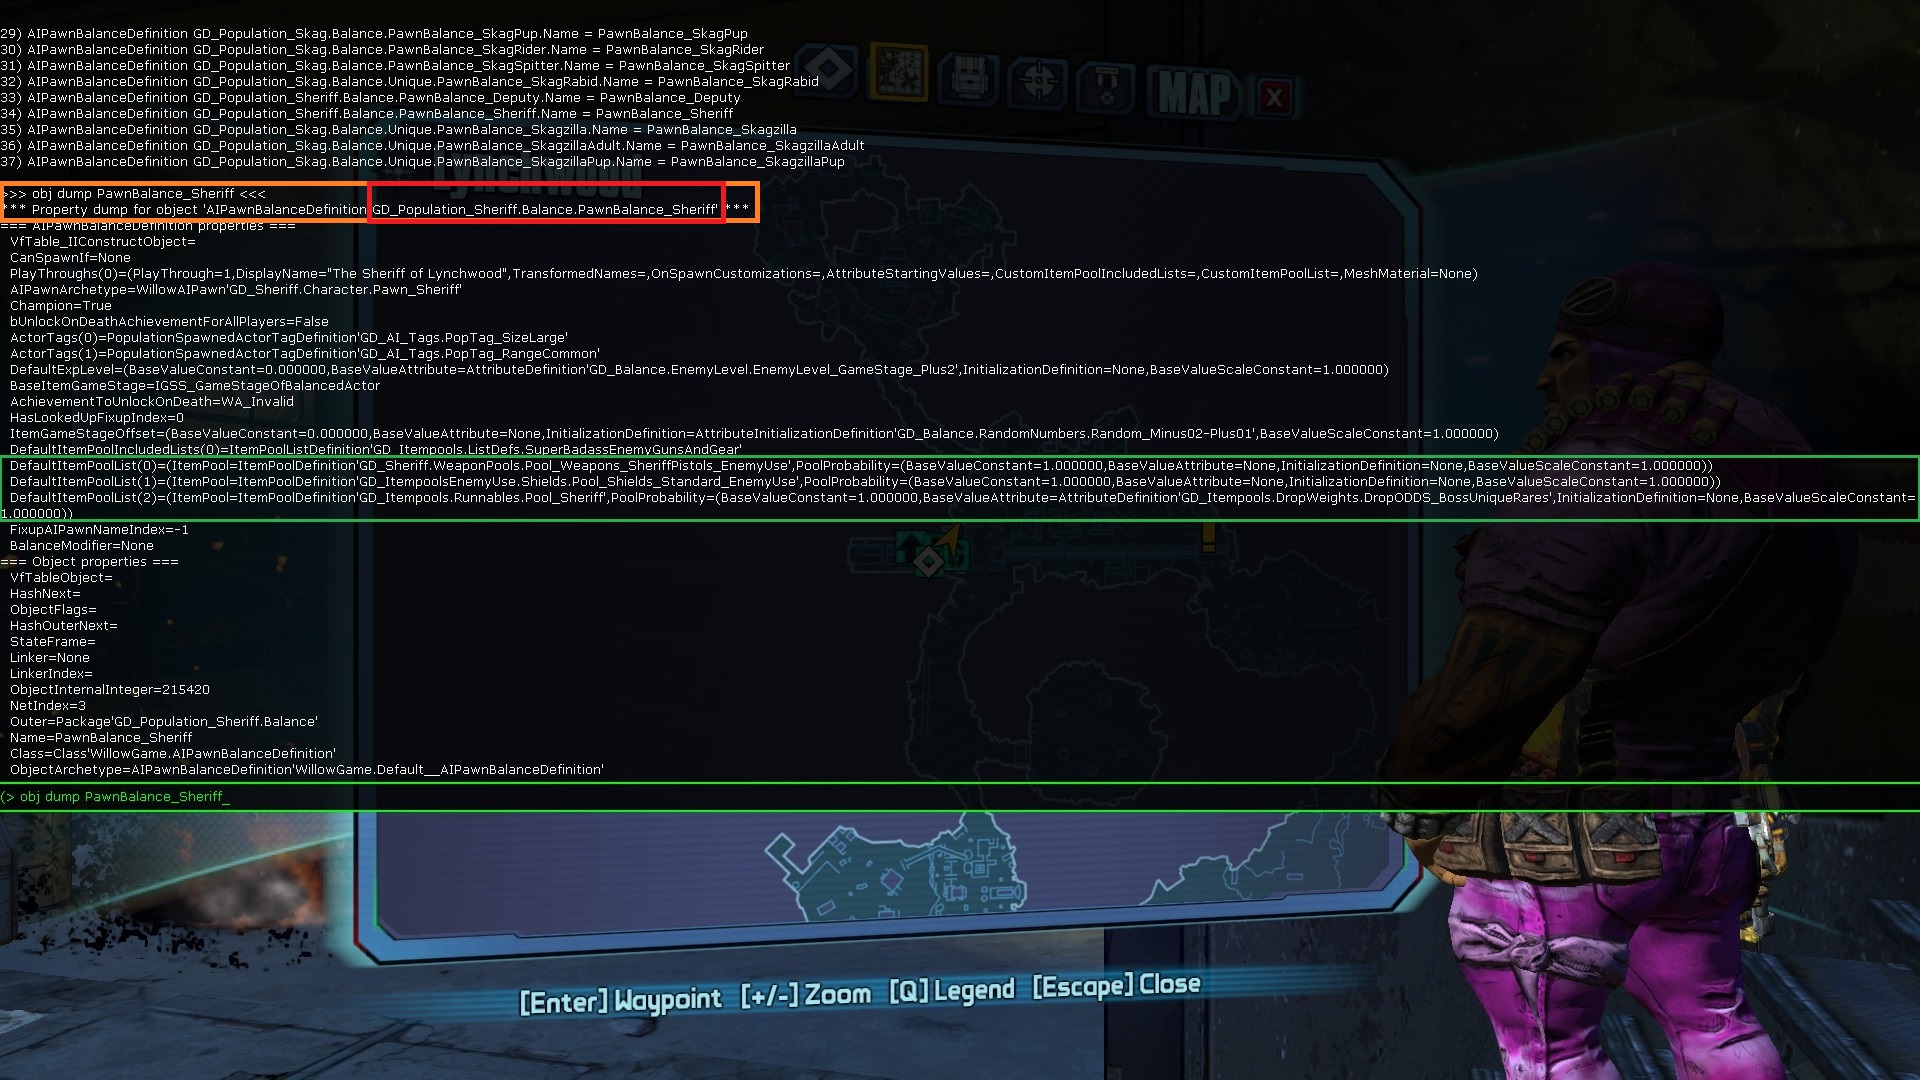 29) AIPawnBalanceDefinition GD_Population_Skag.Balance.PawnBalance_SkagPup.Name = PawnBalance_SkagPup
30) AIPawnBalanceDefinition GD_Population_Skag.Balance.PawnBalance_SkagRider.Name = PawnBalance_SkagRider
31) AIPawnBalanceDefinition GD_Population_Skag.Balance.PawnBalance_SkagSpitter.Name = PawnBalance_SkagSpitter
32) AIPawnBalanceDefinition GD_Population_Skag.Balance.Unique.PawnBalance_SkagRabid.Name = PawnBalance_SkagRabid
33) AIPawnBalanceDefinition GD_Population_Sheriff.Balance.PawnBalance_Deputy.Name = PawnBalance_Deputy
34) AIPawnBalanceDefinition GD_Population_Sheriff.Balance.PawnBalance_Sheriff.Name = PawnBalance_Sheriff
35) AIPawnBalanceDefinition GD_Population_Skag.Balance.Unique.PawnBalance_Skagzilla.Name = PawnBalance_Skagzilla
36) AIPawnBalanceDefinition GD_Population_Skag.Balance.Unique.PawnBalance_SkagzillaAdult.Name = PawnBalance_SkagzillaAdult
37) AIPawnBalanceDefinition GD_Population_Skag.Balance.Unique.PawnBalance_SkagzillaPup.Name = PawnBalance_SkagzillaPup
MAP X
Lynchwood
>>> obj dump PawnBalance_Sheriff <<<
*** Property dump for object 'AIPawnBalanceDefinition GD_Population_Sheriff.Balance.PawnBalance_Sheriff' ***
=== AIPawnBalanceDefinition properties ===
VfTable_IIConstructObject=
CanSpawnIf=None
PlayThroughs(0)=(PlayThrough=1,DisplayName="The Sheriff of Lynchwood",TransformedNames=,OnSpawnCustomizations=,AttributeStartingValues=,CustomItemPoolIncludedLists=,CustomItemPoolList=,MeshMaterial=None)
AIPawnArchetype=WillowAIPawn'GD_Sheriff.Character.Pawn_Sheriff'
Champion=True
bUnlockOnDeathAchievementForAllPlayers=False
ActorTags(0)=PopulationSpawnedActorTagDefinition'GD_AI_Tags.PopTag_SizeLarge'
ActorTags(1)=PopulationSpawnedActorTagDefinition'GD_AI_Tags.PopTag_RangeCommon'
DefaultExpLevel=(BaseValueConstant=0.000000,BaseValueAttribute=AttributeDefinition'GD_Balance.EnemyLevel.EnemyLevel_GameStage_Plus2',InitializationDefinition=None,BaseValueScaleConstant=1.000000)
BaseItemGameStage=IGSS_GameStageOfBalancedActor
AchievementToUnlockOnDeath=WA_Invalid
HasLookedUpFixupIndex=0
ItemGameStageOffset=(BaseValueConstant=0.000000,BaseValueAttribute=None,InitializationDefinition=AttributeInitializationDefinition'GD_Balance.RandomNumbers.Random_Minus02-Plus01',BaseValueScaleConstant=1.000000)
DefaultItemPoolIncludedLists(0)=ItemPoolListDefinition'GD_Itempools.ListDefs.SuperBadassEnemyGunsAndGear'
DefaultItemPoolList(0)=(ItemPool=ItemPoolDefinition'GD_Sheriff.WeaponPools.Pool_Weapons_SheriffPistols_EnemyUse',PoolProbability=(BaseValueConstant=1.000000,BaseValueAttribute=None,InitializationDefinition=None,BaseValueScaleConstant=1.000000))
DefaultItemPoolList(1)=(ItemPool=ItemPoolDefinition'GD_ItempoolsEnemyUse.Shields.Pool_Shields_Standard_EnemyUse',PoolProbability=(BaseValueConstant=1.000000,BaseValueAttribute=None,InitializationDefinition=None,BaseValueScaleConstant=1.000000))
DefaultItemPoolList(2)=(ItemPool=ItemPoolDefinition'GD_Itempools.Runnables.Pool_Sheriff',PoolProbability=(BaseValueConstant=1.000000,BaseValueAttribute=AttributeDefinition'GD_Itempools.DropWeights.DropODDS_BossUniqueRares',InitializationDefinition=None,BaseValueScaleConstant=
1.000000))
FixupAIPawnNameIndex=-1
BalanceModifier=None
=== Object properties ===
VfTableObject=
HashNext=
ObjectFlags=
HashOuterNext=
StateFrame=
Linker=None
LinkerIndex=
ObjectInternalInteger=215420
NetIndex=3
Outer=Package'GD_Population_Sheriff.Balance'
Name=PawnBalance_Sheriff
Class=Class'WillowGame.AIPawnBalanceDefinition'
ObjectArchetype=AIPawnBalanceDefinition'WillowGame.Default__AIPawnBalanceDefinition'
(> obj dump PawnBalance_Sheriff_
[Enter] Waypoint [+/-] Zoom [Q] Legend [Escape] Close